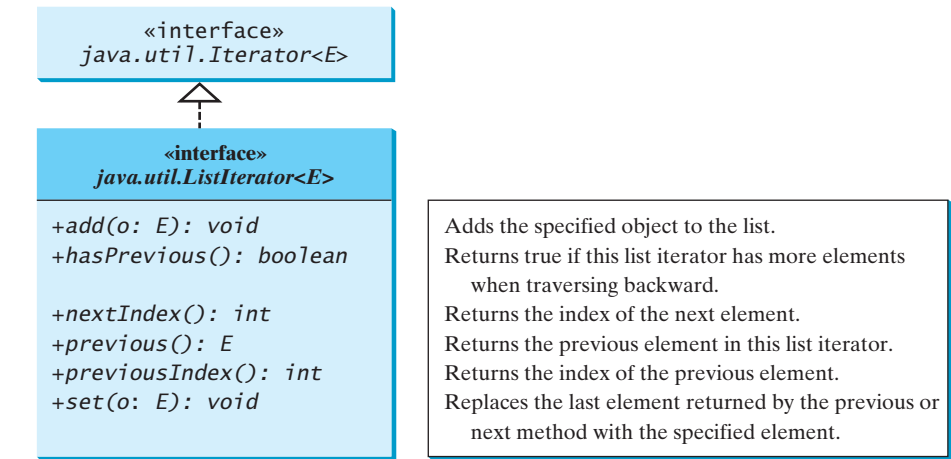 «interface»
java.util.Iterator<E>
«interface»
java.util.ListIterator<E>
+add(o: E): void
+hasPrevious(): boolean
+nextIndex(): int
+previous(): E
+previousIndex(): int
+set(o: E): void
Adds the specified object to the list.
Returns true if this list iterator has more elements
when traversing backward.
Returns the index of the next element.
Returns the previous element in this list iterator.
Returns the index of the previous element.
Replaces the last element returned by the previous or
next method with the specified element.